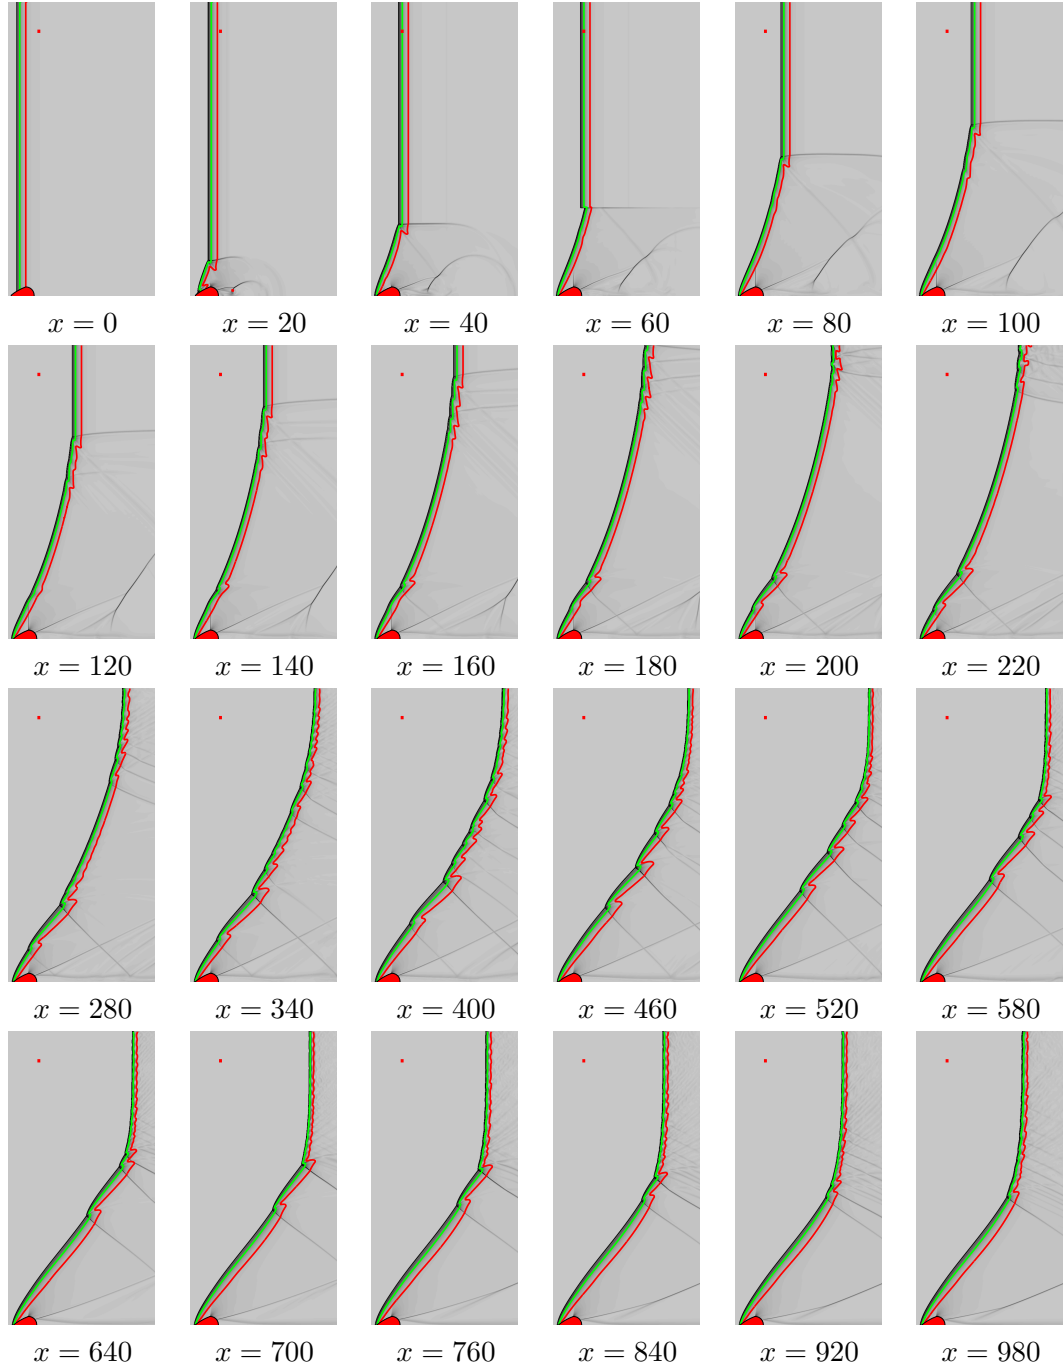 x = 0 x = 20 x = 40 x = 60 x = 80 x = 100
x = 120 x = 140 x = 160 x = 180 x = 200 x = 220
x = 280 x = 340 x = 400 x = 460 x = 520 x = 580
x = 640 x = 700 x = 760 x = 840 x = 920 x = 980